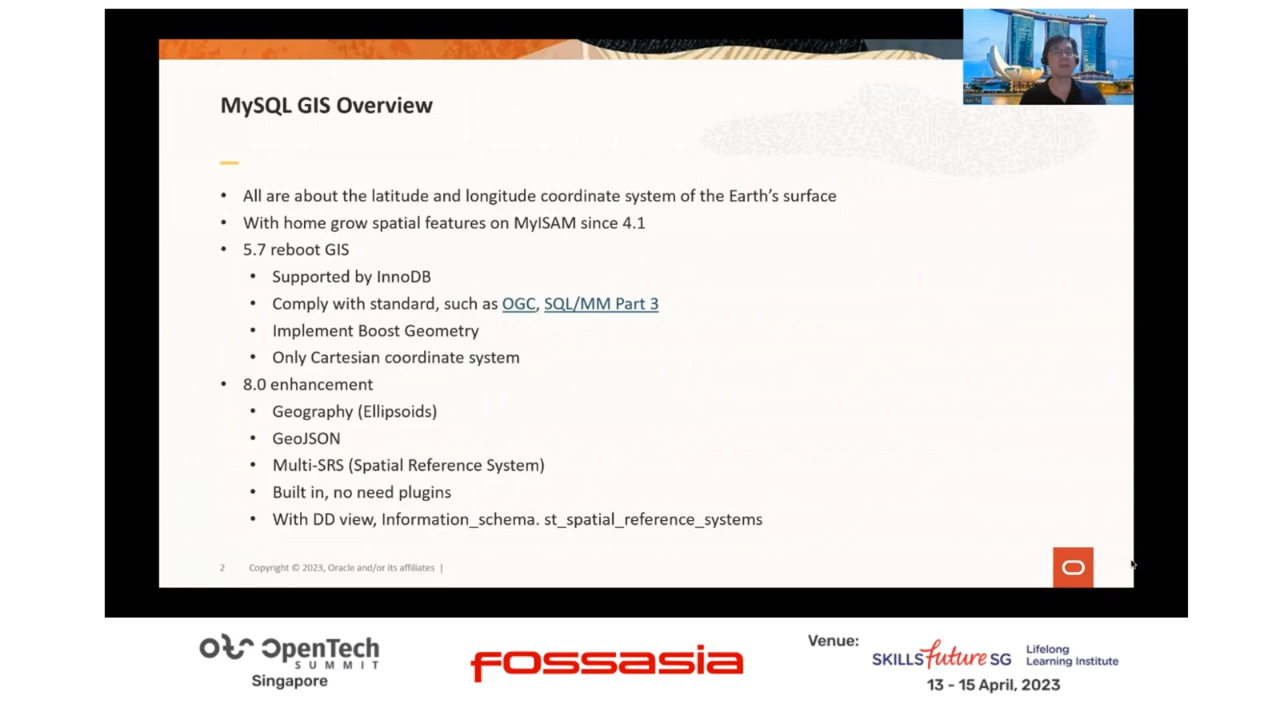 MySQL GIS Overview
• All are about the latitude and longitude coordinate system of the Earth's surface
• With home grow spatial features on MyISAM since 4.1
• 5.7 reboot GIS
• Supported by InnoDB
• Comply with standard, such as OGC, SQL/MM Part 3
• Implement Boost Geometry
• Only Cartesian coordinate system
• 8.0 enhancement
• Geography (Ellipsoids)
• GeoJSON
• Multi-SRS (Spatial Reference System)
• Built in, no need plugins
• With DD view, Information_schema. st_spatial_reference_systems
2 Copyright © 2023, Oracle and/or its affiliates |
OpenTech
SUMMIT
Singapore
FOSSASIA
Venue:
SKILLS future SG
Lifelong
Learning Institute
13 - 15 April, 2023